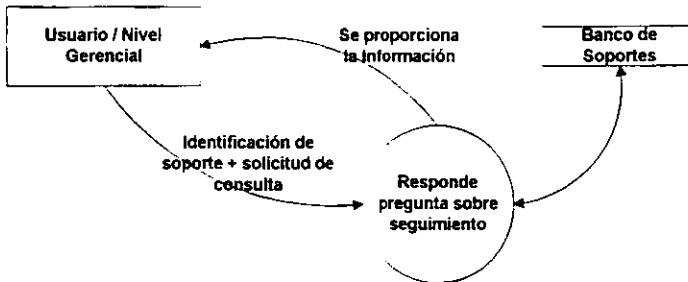 Usuario / Nivel
Gerencial
Se proporciona
la Información
Banco de
Soportes
Identificación de
soporte + solicitud de
consulta
Responde
pregunta sobre
seguimiento